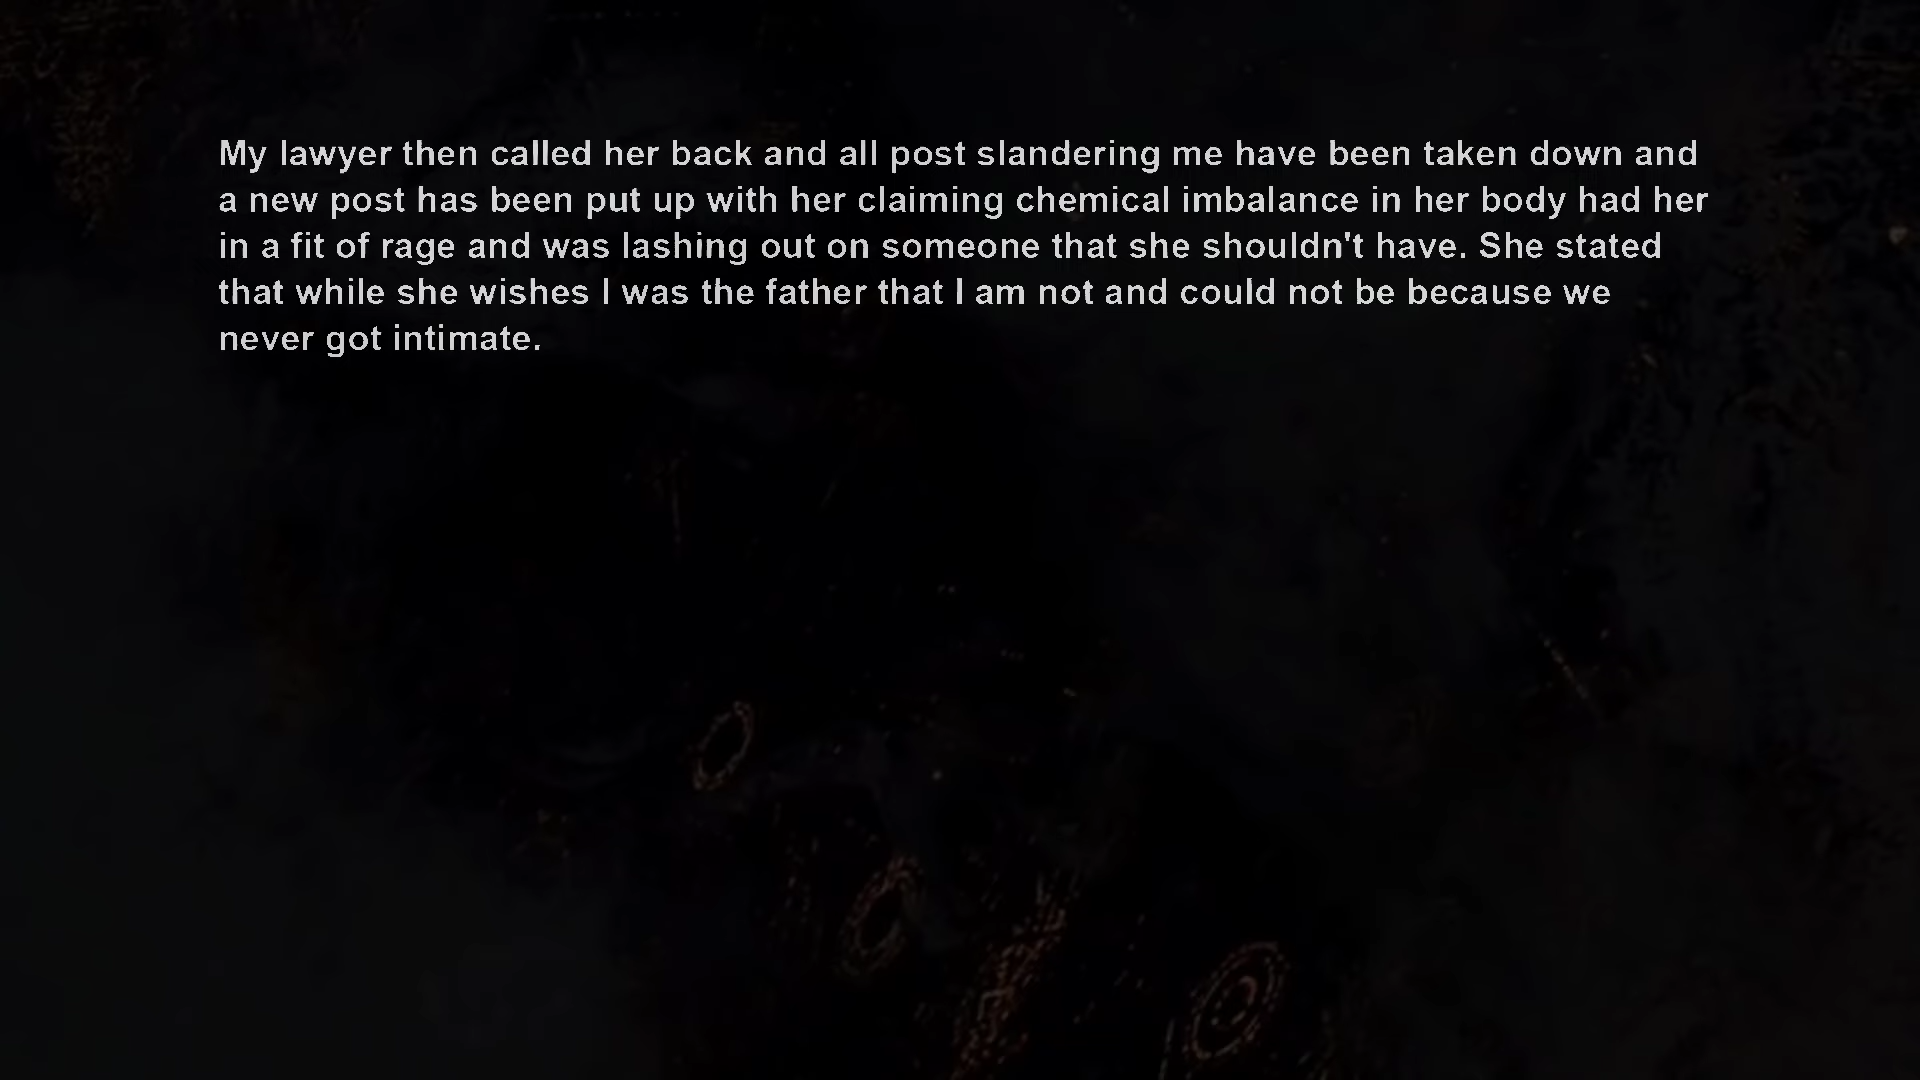 My lawyer then called her back and all post slandering me have been taken down and
a new post has been put up with her claiming chemical imbalance in her body had her
in a fit of rage and was lashing out on someone that she shouldn't have. She stated
that while she wishes I was the father that I am not and could not be because we
never got intimate.